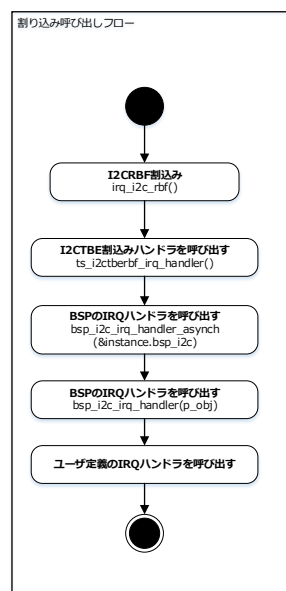 割り込み呼び出しフロー
I2CRBF割込み
irq_i2c_rbf()
I2CTBE割込みハンドラを呼び出す
ts_i2ctberbf_irq_handler()
BSPのIRQハンドラを呼び出す
bsp_i2c_irq_handler_asynch
(&instance.bsp_i2c)
BSPのIRQハンドラを呼び出す
bsp_i2c_irq_handler(p_obj)
ユーザ定義のIRQハンドラを呼び出す